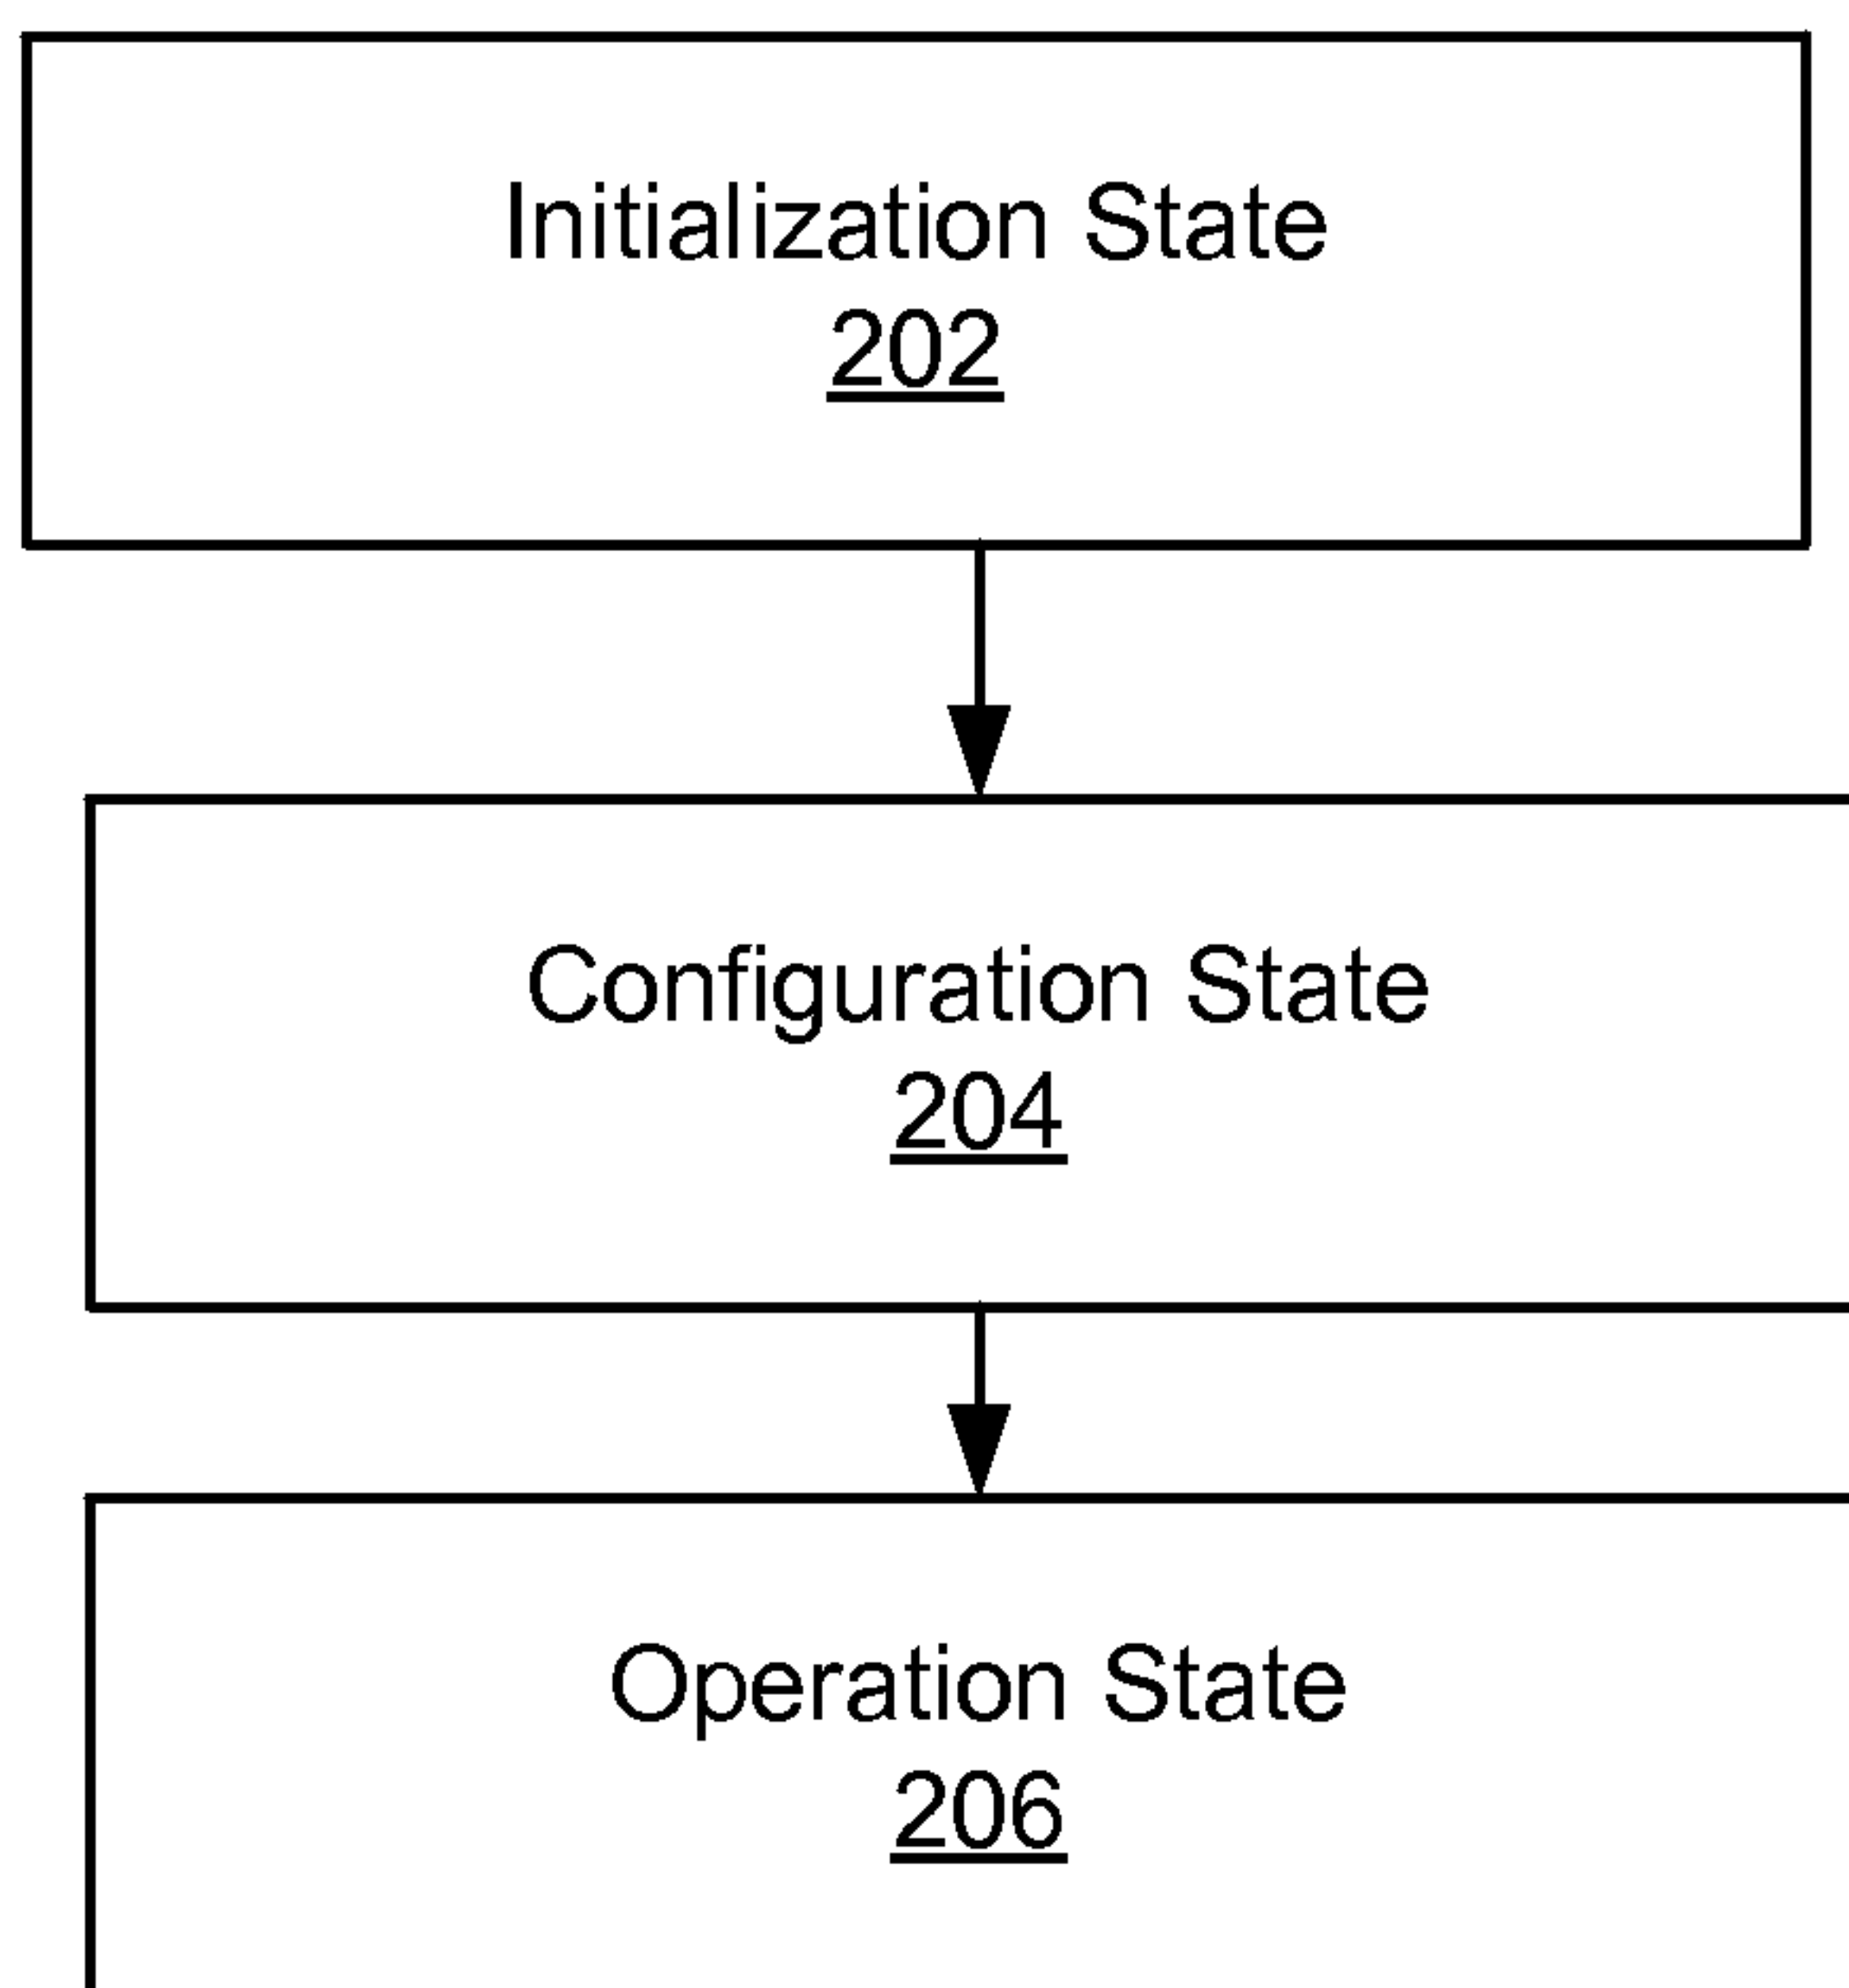 Initialization State
202
Configuration State
204
Operation State
206